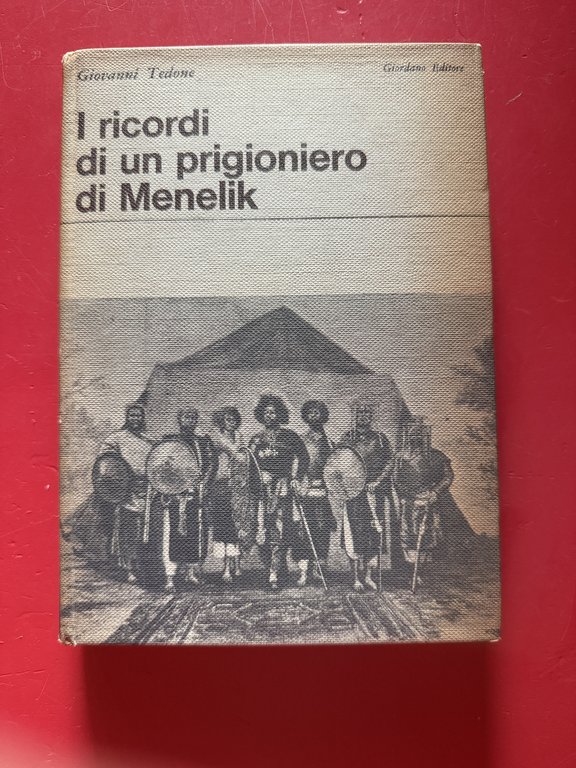 Giovanni Tedone
Giordano Editore
I ricordi
di un prigioniero
di Menelik